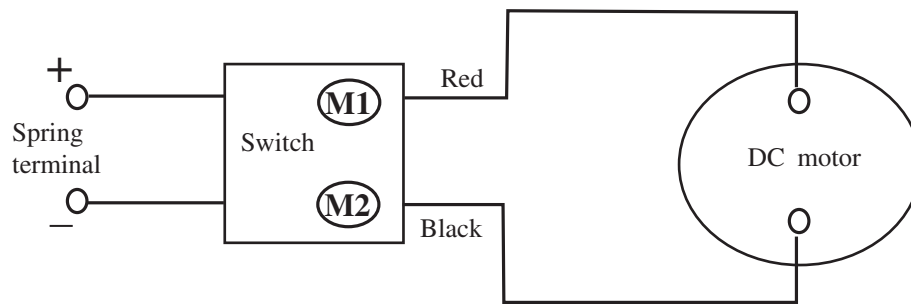 +
Spring
terminal
−
Switch
M1
M2
Red
Black
DC motor